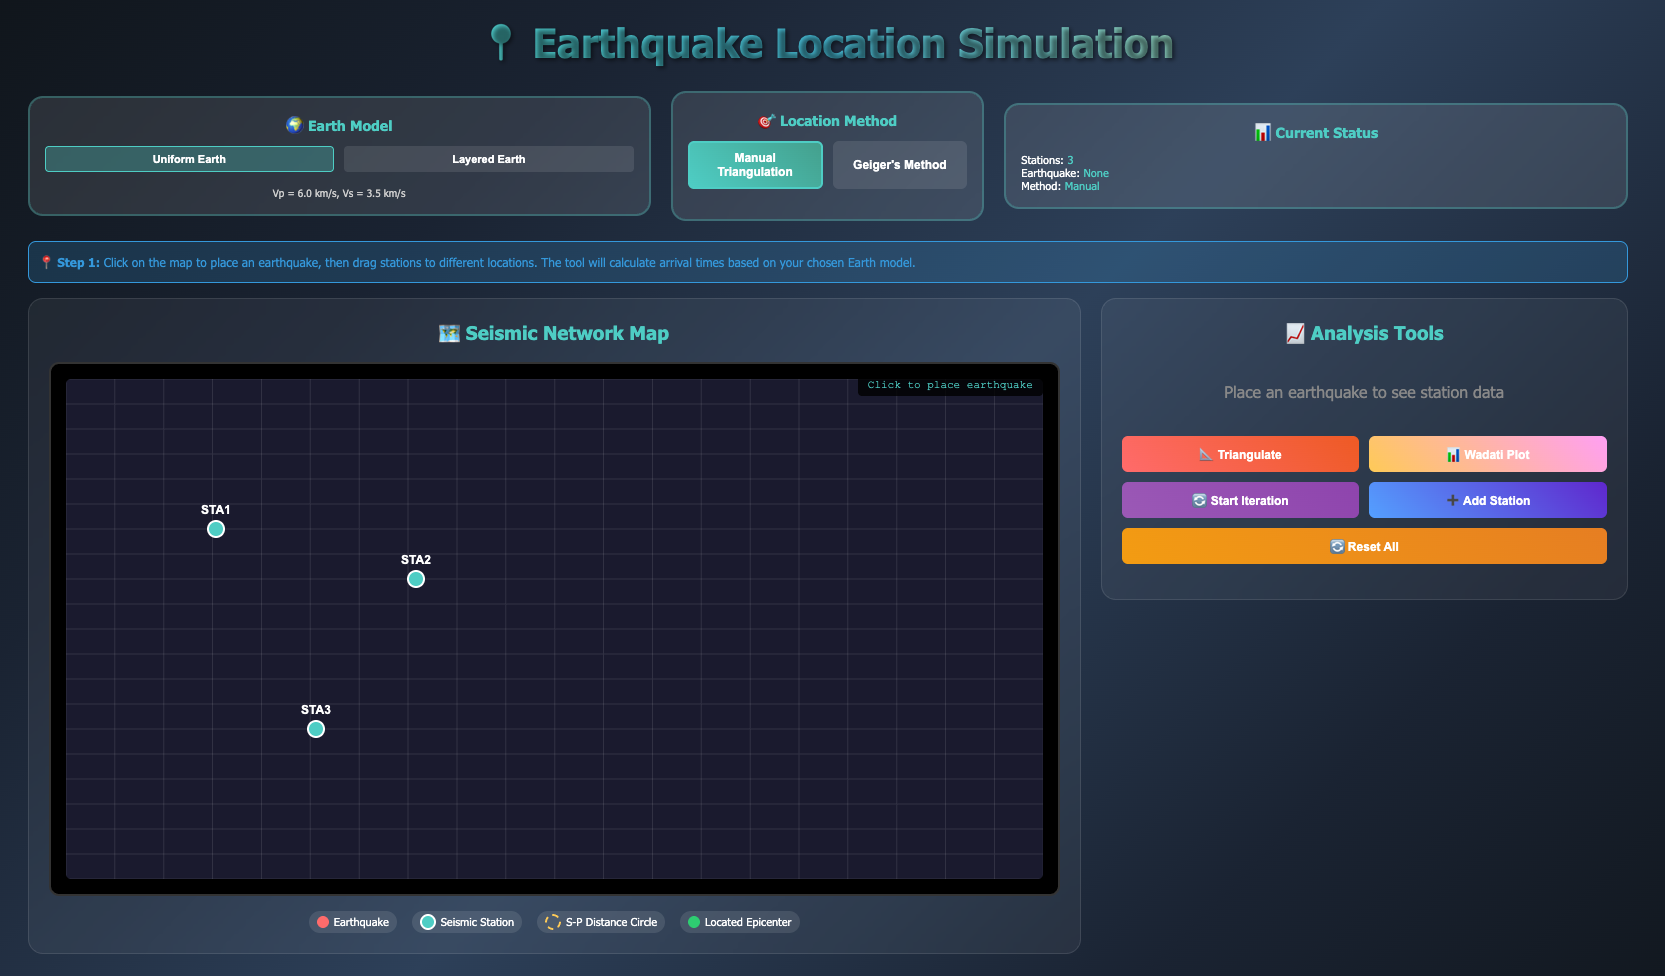 Earthquake Location Simulation
Earth Model
Uniform Earth
Layered Earth
Vp = 6.0 km/s, Vs = 3.5 km/s
Location Method
Manual
Triangulation
Geiger's Method
Current Status
Stations: 3
Earthquake: None
Method: Manual
Step 1: Click on the map to place an earthquake, then drag stations to different locations. The tool will calculate arrival times based on your chosen Earth model.
Seismic Network Map
Click to place earthquake
STA1
STA2
STA3
Earthquake
Seismic Station
S-P Distance Circle
Located Epicenter
Analysis Tools
Place an earthquake to see station data
Triangulate
Wadati Plot
Start Iteration
Add Station
Reset All